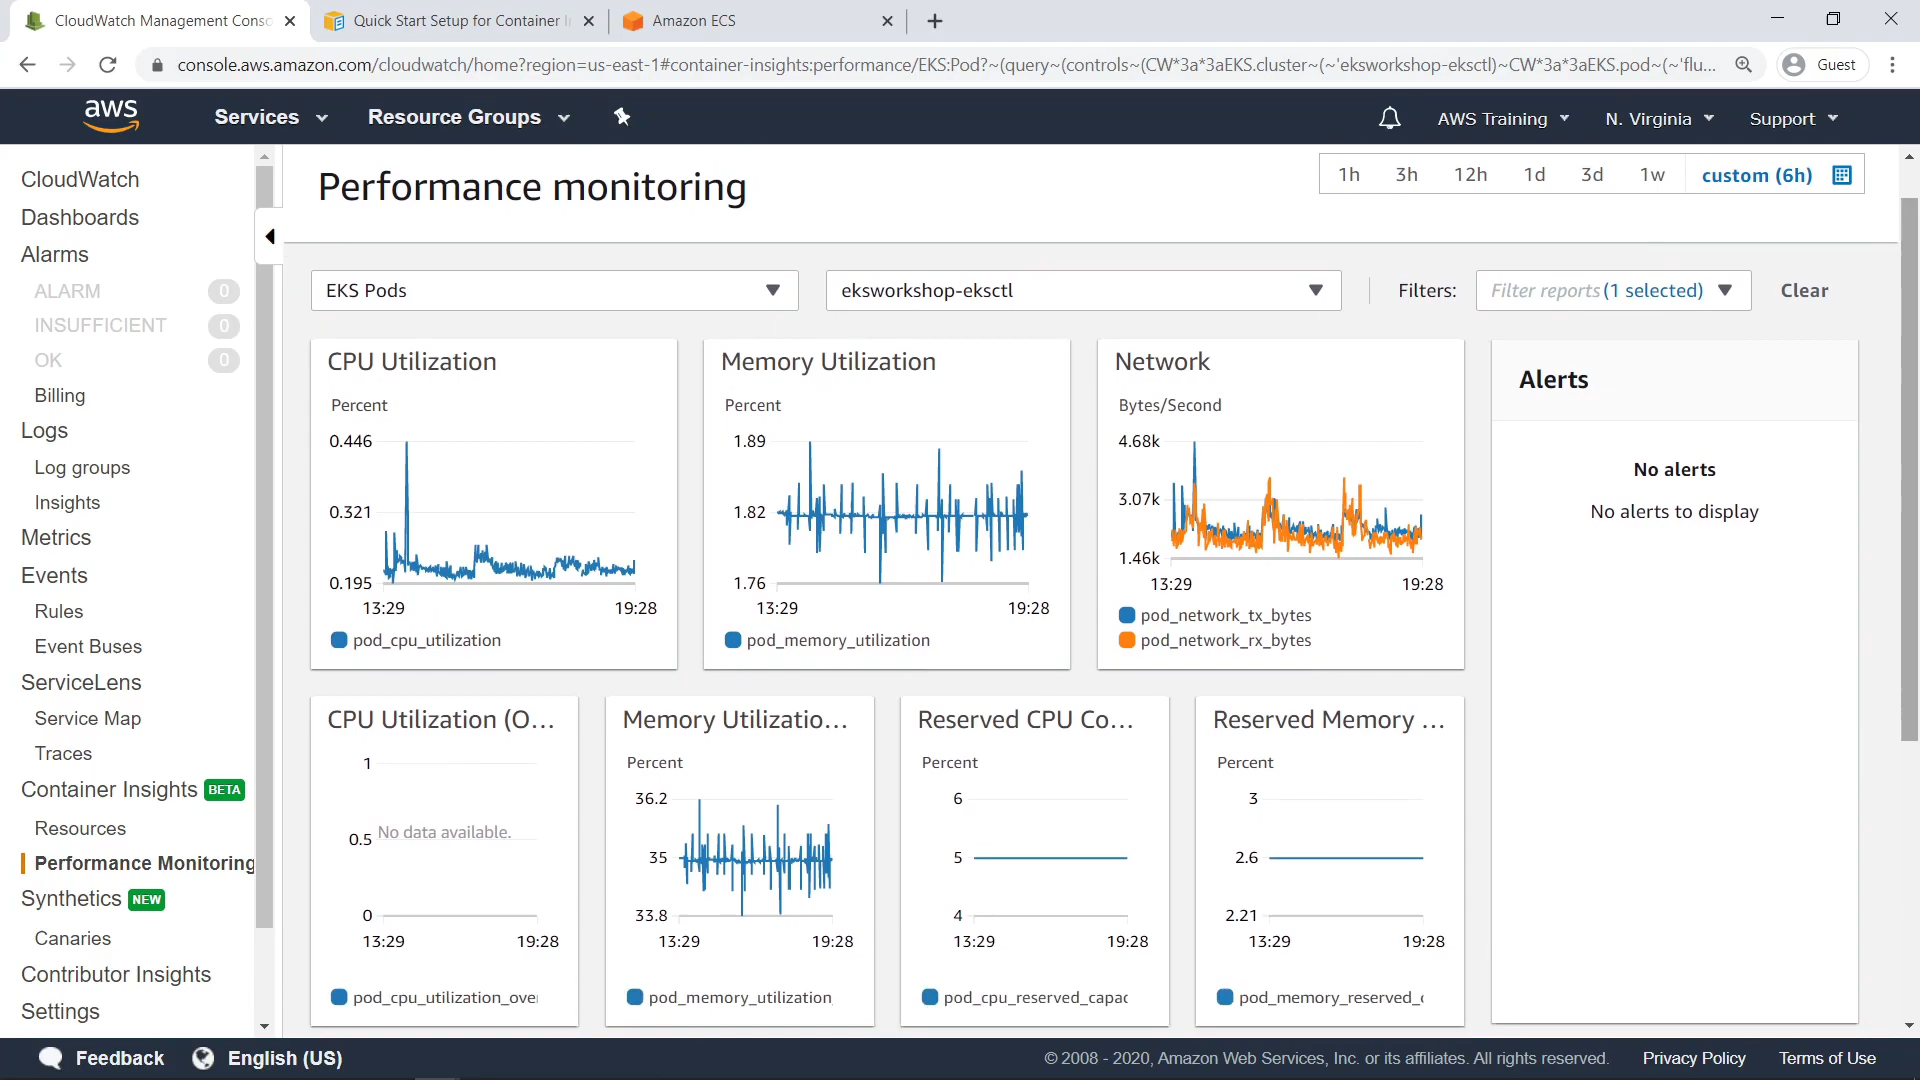 CloudWatch Management Conso
Quick Start Setup for Container I
Amazon ECS
console.aws.amazon.com/cloudwatch/home?region=us-east-1#container-insights:performance/EKS:Pod?~(query~(controls~(CW*3a*3aEKS.cluster~(~'eksworkshop-eksctl)~CW*3a*3aEKS.pod~(~'flu...
Guest
aws
Services
Resource Groups
AWS Training
N. Virginia
Support
CloudWatch
Dashboards
Alarms
ALARM 0
INSUFFICIENT 0
OK 0
Billing
Logs
Log groups
Insights
Metrics
Events
Rules
Event Buses
ServiceLens
Service Map
Traces
Container Insights BETA
Resources
Performance Monitoring
Synthetics NEW
Canaries
Contributor Insights
Settings
Performance monitoring
1h 3h 12h 1d 3d 1w custom (6h)
EKS Pods
eksworkshop-eksctl
Filters:
Filter reports (1 selected)
Clear
CPU Utilization
Percent
0.446
0.321
0.195
13:29 19:28
pod_cpu_utilization
Memory Utilization
Percent
1.89
1.82
1.76
13:29 19:28
pod_memory_utilization
Network
Bytes/Second
4.68k
3.07k
1.46k
13:29 19:28
pod_network_tx_bytes
pod_network_rx_bytes
Alerts
No alerts
No alerts to display
CPU Utilization (O...
1
0.5
No data available.
0
13:29 19:28
pod_cpu_utilization_over
Memory Utilizatio...
Percent
36.2
35
33.8
13:29 19:28
pod_memory_utilization_
Reserved CPU Co...
Percent
6
5
4
13:29 19:28
pod_cpu_reserved_capac
Reserved Memory ...
Percent
3
2.6
2.21
13:29 19:28
pod_memory_reserved_c
Feedback
English (US)
© 2008 - 2020, Amazon Web Services, Inc. or its affiliates. All rights reserved.
Privacy Policy
Terms of Use